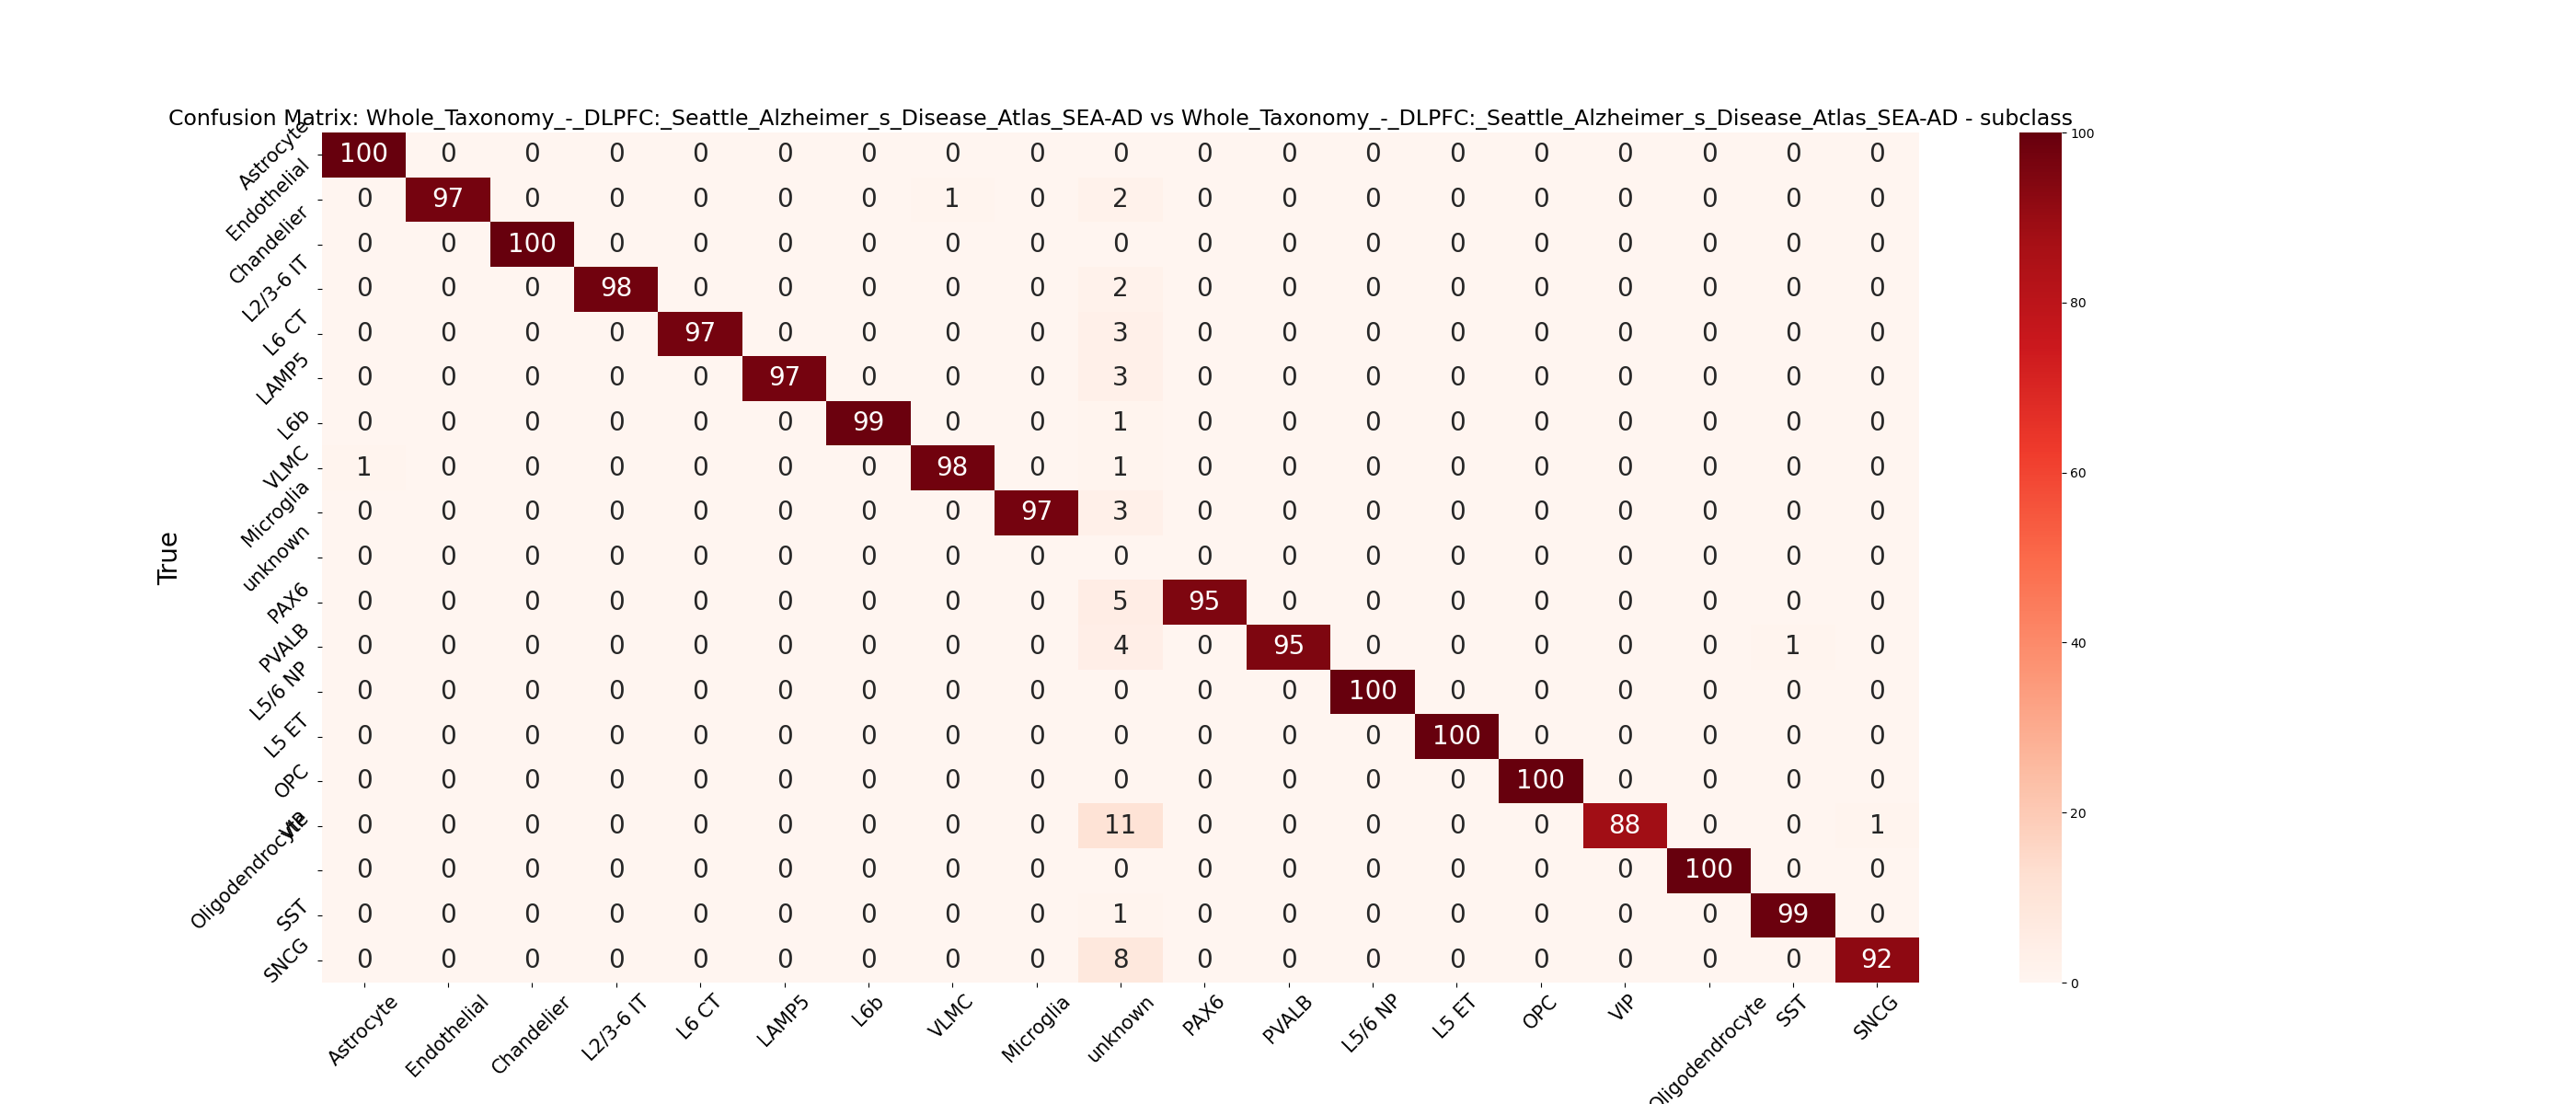 Confusion Matrix: Whole_Taxonomy_-_DLPFC:_Seattle_Alzheimer_s_Disease_Atlas_SEA-AD vs Whole_Taxonomy_-_DLPFC:_Seattle_Alzheimer_s_Disease_Atlas_SEA-AD - subclass
True
Astrocyte 100 0 0 0 0 0 0 0 0 0 0 0 0 0 0 0 0 0 0
Endothelial 0 97 0 0 0 0 0 1 0 2 0 0 0 0 0 0 0 0 0
Chandelier 0 0 100 0 0 0 0 0 0 0 0 0 0 0 0 0 0 0 0
L2/3-6 IT 0 0 0 98 0 0 0 0 0 2 0 0 0 0 0 0 0 0 0
L6 CT 0 0 0 0 97 0 0 0 0 3 0 0 0 0 0 0 0 0 0
LAMP5 0 0 0 0 0 97 0 0 0 3 0 0 0 0 0 0 0 0 0
L6b 0 0 0 0 0 0 99 0 0 1 0 0 0 0 0 0 0 0 0
VLMC 1 0 0 0 0 0 0 98 0 1 0 0 0 0 0 0 0 0 0
Microglia 0 0 0 0 0 0 0 0 97 3 0 0 0 0 0 0 0 0 0
unknown 0 0 0 0 0 0 0 0 0 0 0 0 0 0 0 0 0 0 0
PAX6 0 0 0 0 0 0 0 0 0 5 95 0 0 0 0 0 0 0 0
PVALB 0 0 0 0 0 0 0 0 0 4 0 95 0 0 0 0 0 1 0
L5/6 NP 0 0 0 0 0 0 0 0 0 0 0 0 100 0 0 0 0 0 0
L5 ET 0 0 0 0 0 0 0 0 0 0 0 0 0 100 0 0 0 0 0
OPC 0 0 0 0 0 0 0 0 0 0 0 0 0 0 100 0 0 0 0
VIP 0 0 0 0 0 0 0 0 0 11 0 0 0 0 0 88 0 0 1
Oligodendrocyte 0 0 0 0 0 0 0 0 0 0 0 0 0 0 0 0 100 0 0
SST 0 0 0 0 0 0 0 0 0 1 0 0 0 0 0 0 0 99 0
SNCG 0 0 0 0 0 0 0 0 0 8 0 0 0 0 0 0 0 0 92
Astrocyte Endothelial Chandelier L2/3-6 IT L6 CT LAMP5 L6b VLMC Microglia unknown PAX6 PVALB L5/6 NP L5 ET OPC VIP Oligodendrocyte SST SNCG
100
80
60
40
20
0